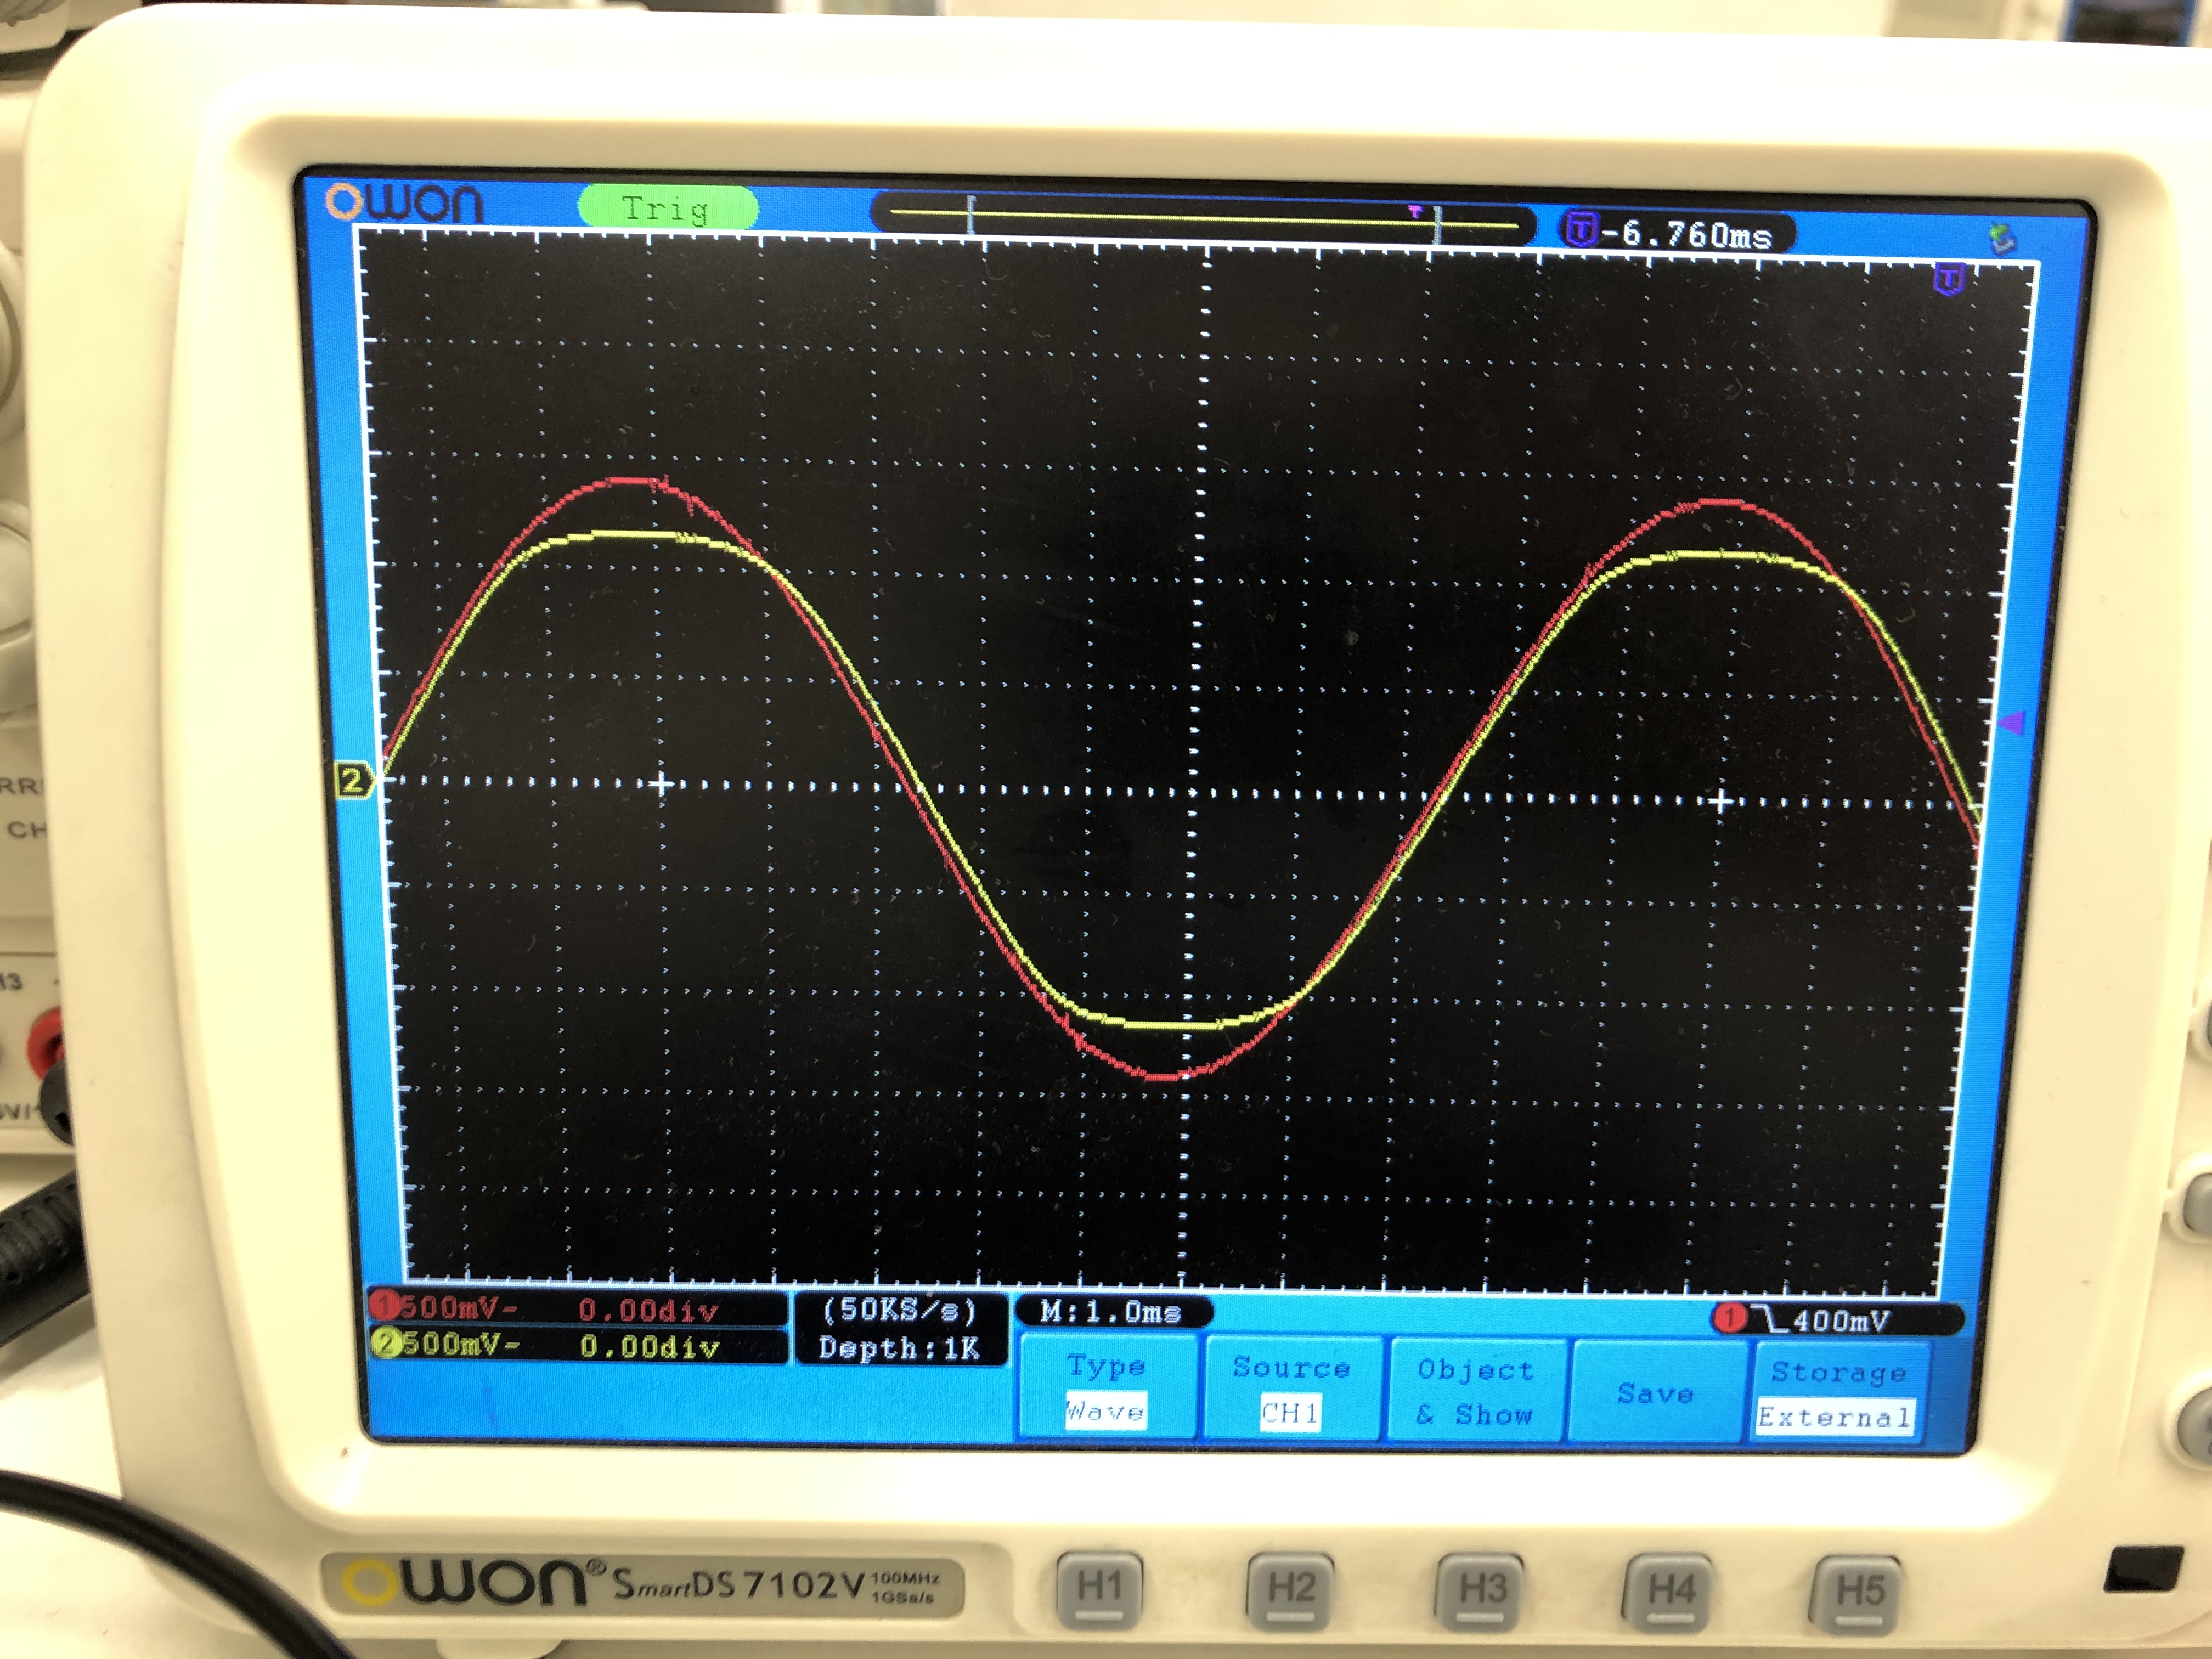 owon Trig T -6.760ms
T
2
CH
1 500mV~ 0.00div (50KS/s) M:1.0ms 1 400mV
2 500mV~ 0.00div Depth:1K
Type Source Object Save Storage
Wave CH1 & Show External
owon® SmartDS7102V 100MHz 1GSa/s H1 H2 H3 H4 H5